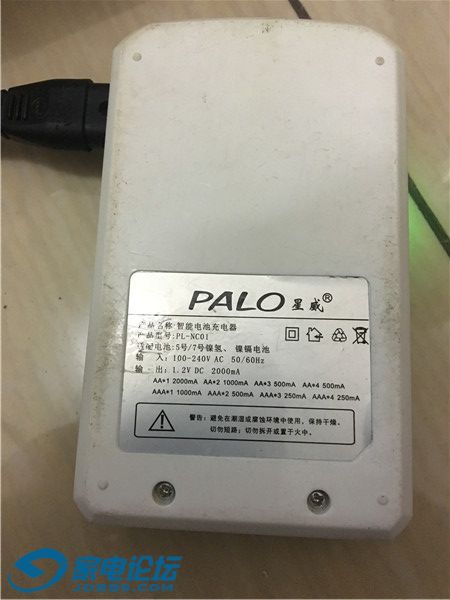 PALO 星威®
产品名称:智能电池充电器
产品型号:PL-NC01
适配电池:5号/7号镍氢、镍镉电池
输 入:100-240V AC 50/60Hz
输 出:1.2V DC 2000mA
AA*1 2000mA AA*2 1000mA AA*3 500mA AA*4 500mA
AAA*1 1000mA AAA*2 500mA AAA*3 250mA AAA*4 250mA
警告:避免在潮湿或腐蚀环境中使用,保持干燥。
切勿短路;切勿拆开或置于火中。
家电论坛
JD2BBS.COM